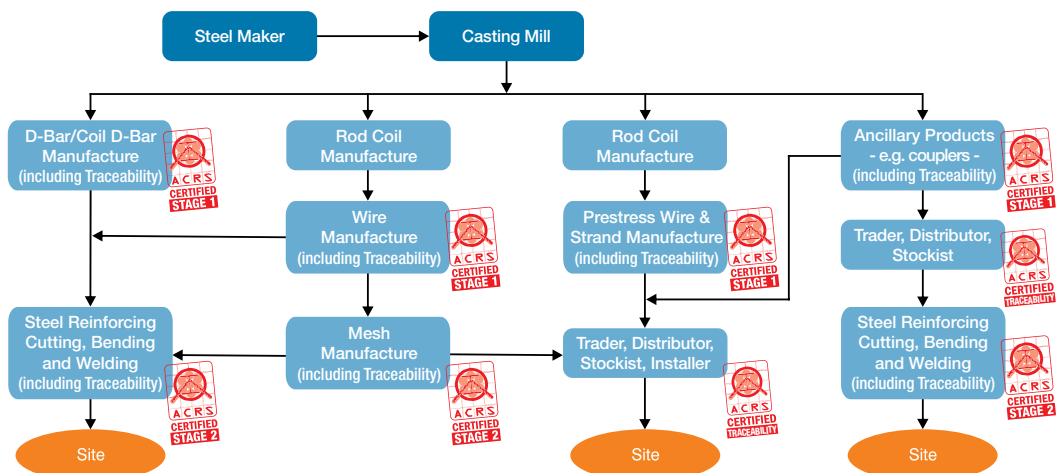 Steel Maker
Casting Mill
D-Bar/Coil D-Bar
Manufacture
(including Traceability)
ACRS
CERTIFIED
STAGE 1
Rod Coil
Manufacture
Rod Coil
Manufacture
Ancillary Products
- e.g. couplers -
(including Traceability)
ACRS
CERTIFIED
STAGE 1
Wire
Manufacture
(including Traceability)
ACRS
CERTIFIED
STAGE 1
Prestress Wire &
Strand Manufacture
(including Traceability)
ACRS
CERTIFIED
STAGE 1
Trader, Distributor,
Stockist
ACRS
CERTIFIED
TRACEABILITY
Steel Reinforcing
Cutting, Bending
and Welding
(including Traceability)
ACRS
CERTIFIED
STAGE 2
Mesh
Manufacture
(including Traceability)
ACRS
CERTIFIED
STAGE 2
Trader, Distributor,
Stockist, Installer
ACRS
CERTIFIED
TRACEABILITY
Steel Reinforcing
Cutting, Bending
and Welding
(including Traceability)
ACRS
CERTIFIED
STAGE 2
Site
Site
Site